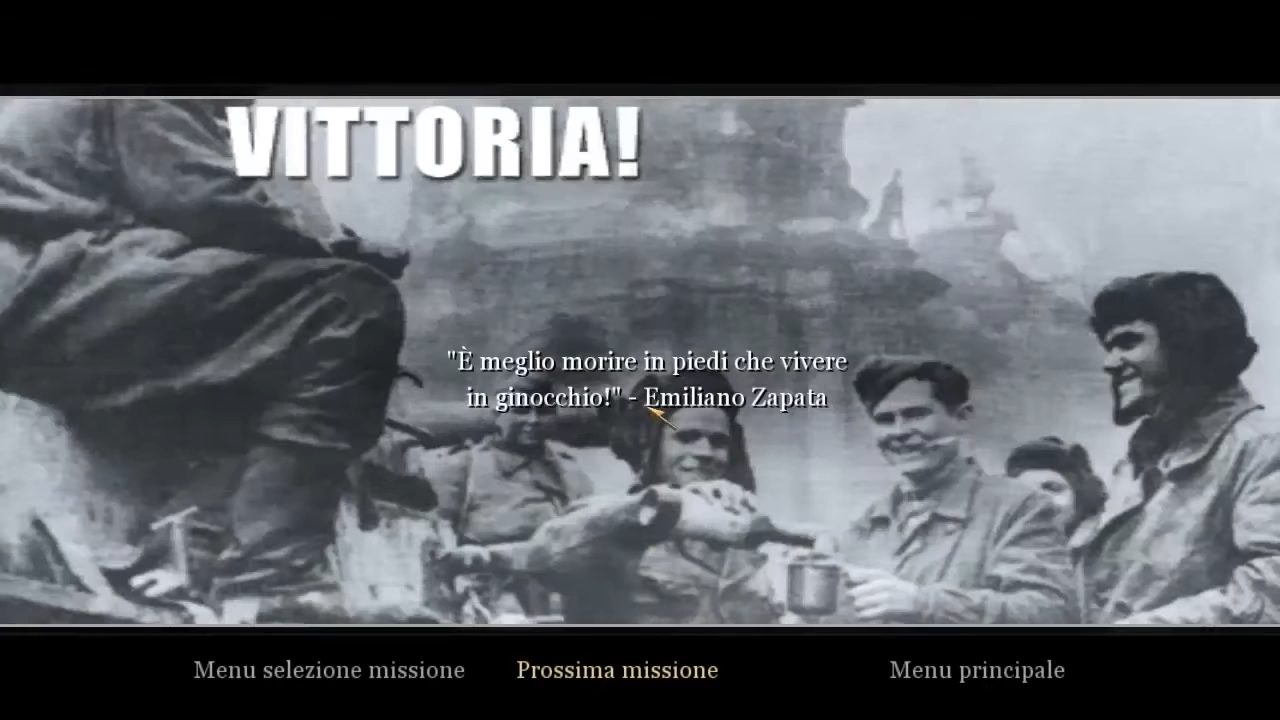 VITTORIA!
"È meglio morire in piedi che vivere
in ginocchio!" - Emiliano Zapata
Menu selezione missione
Prossima missione
Menu principale